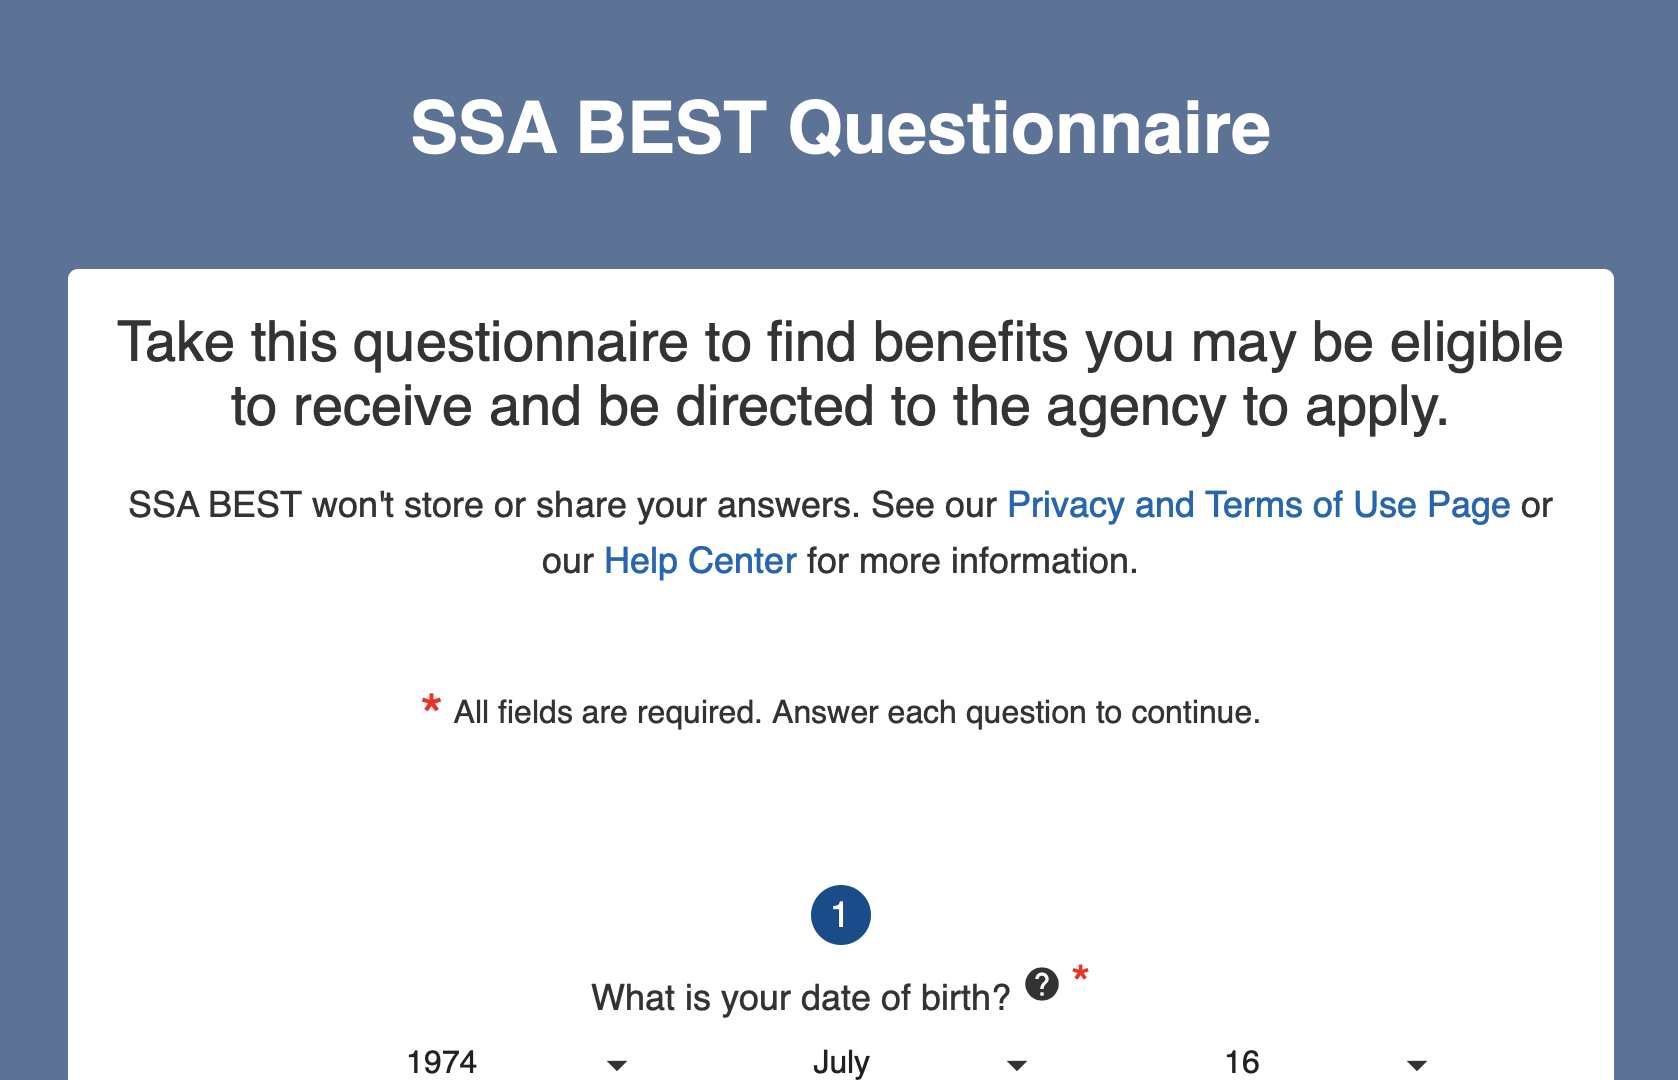 SSA BEST Questionnaire
Take this questionnaire to find benefits you may be eligible
to receive and be directed to the agency to apply.
SSA BEST won't store or share your answers. See our Privacy and Terms of Use Page or
our Help Center for more information.
* All fields are required. Answer each question to continue.
1
What is your date of birth? ? *
1974 July 16